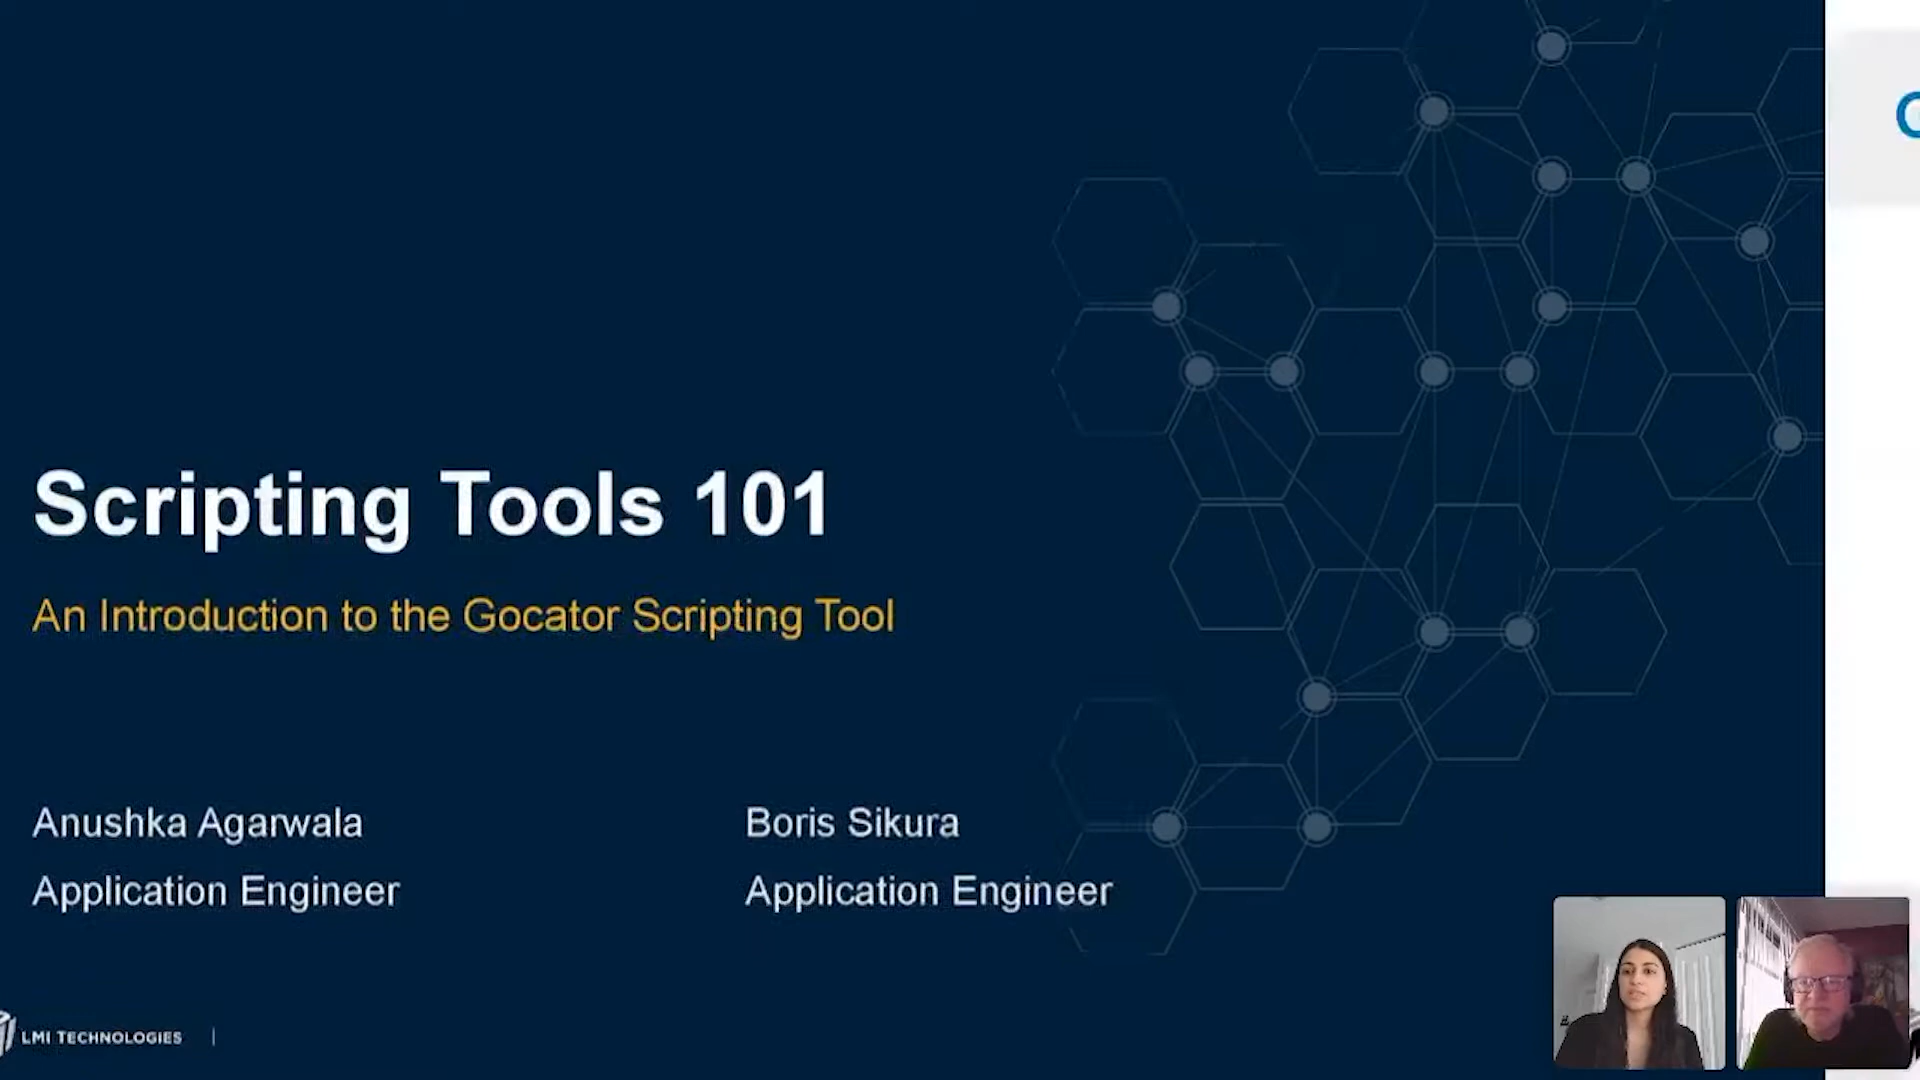 Scripting Tools 101
An Introduction to the Gocator Scripting Tool
Anushka Agarwala
Boris Sikura
Application Engineer
Application Engineer
LMI TECHNOLOGIES